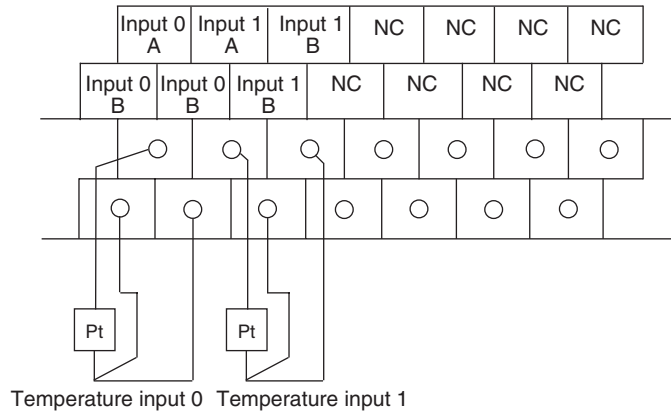 Input 0 Input 1 Input 1 NC NC NC NC
A A B
Input 0 Input 0 Input 1 NC NC NC NC
B B B
Pt Pt
Temperature input 0 Temperature input 1